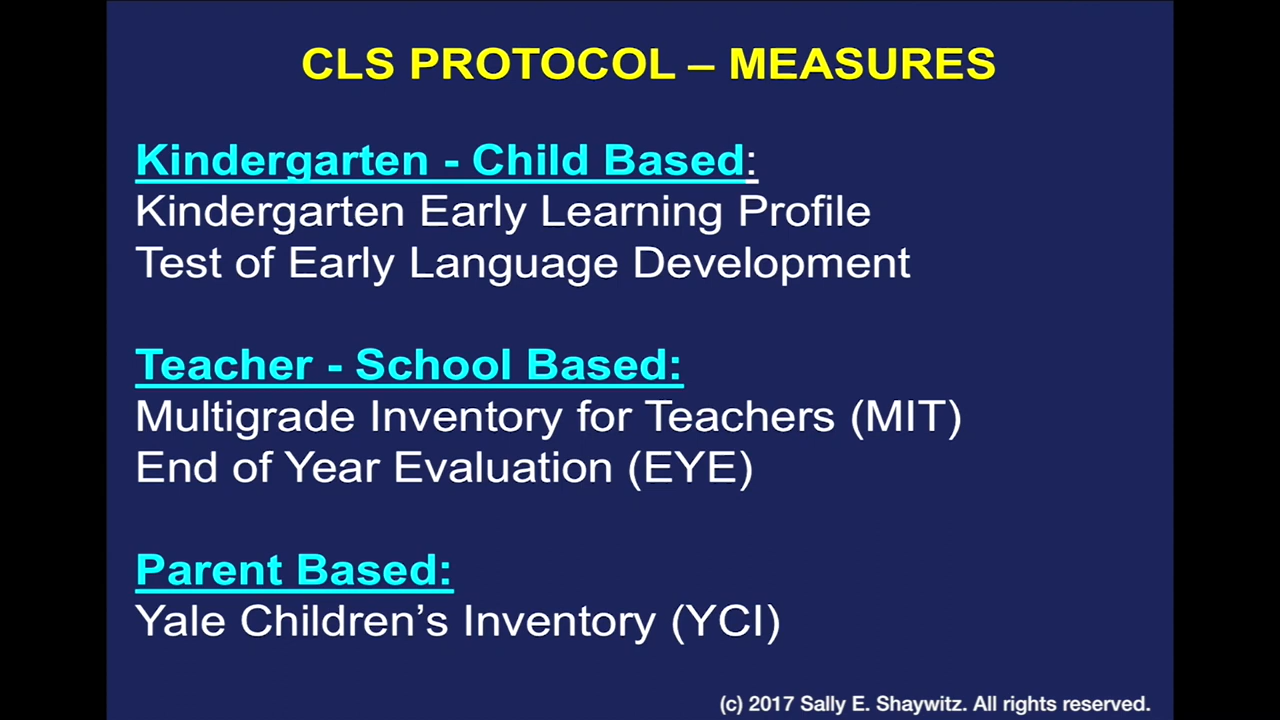 CLS PROTOCOL – MEASURES
Kindergarten - Child Based:
Kindergarten Early Learning Profile
Test of Early Language Development
Teacher - School Based:
Multigrade Inventory for Teachers (MIT)
End of Year Evaluation (EYE)
Parent Based:
Yale Children’s Inventory (YCI)
(c) 2017 Sally E. Shaywitz. All rights reserved.